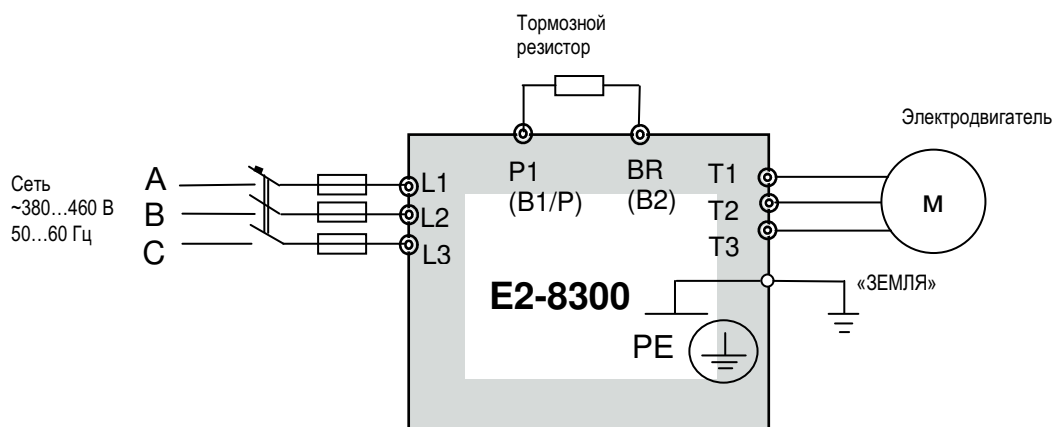 Тормозной
резистор
Электродвигатель
P1
(B1/P)
BR
(B2)
T1
T2
T3
Сеть
~380...460 В
50...60 Гц
A
B
C
L1
L2
L3
М
E2-8300
«ЗЕМЛЯ»
PE